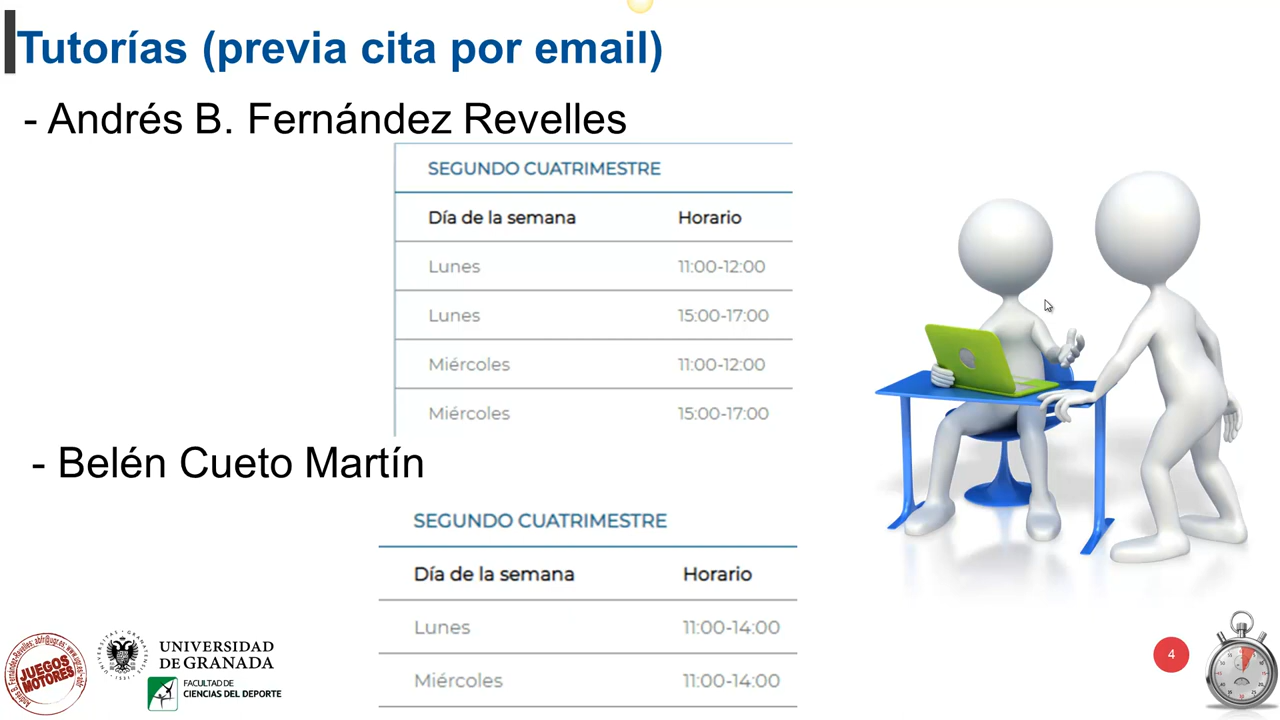 Tutorías (previa cita por email)
- Andrés B. Fernández Revelles
SEGUNDO CUATRIMESTRE
Día de la semana Horario
Lunes 11:00-12:00
Lunes 15:00-17:00
Miércoles 11:00-12:00
Miércoles 15:00-17:00
- Belén Cueto Martín
SEGUNDO CUATRIMESTRE
Día de la semana Horario
Lunes 11:00-14:00
Miércoles 11:00-14:00
JUEGOS
MOTORES
UNIVERSIDAD
DE GRANADA
FACULTAD DE
CIENCIAS DEL DEPORTE
4